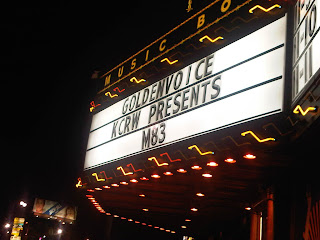 MUSIC BO
GOLDENVOICE
KCRW PRESENTS
M83